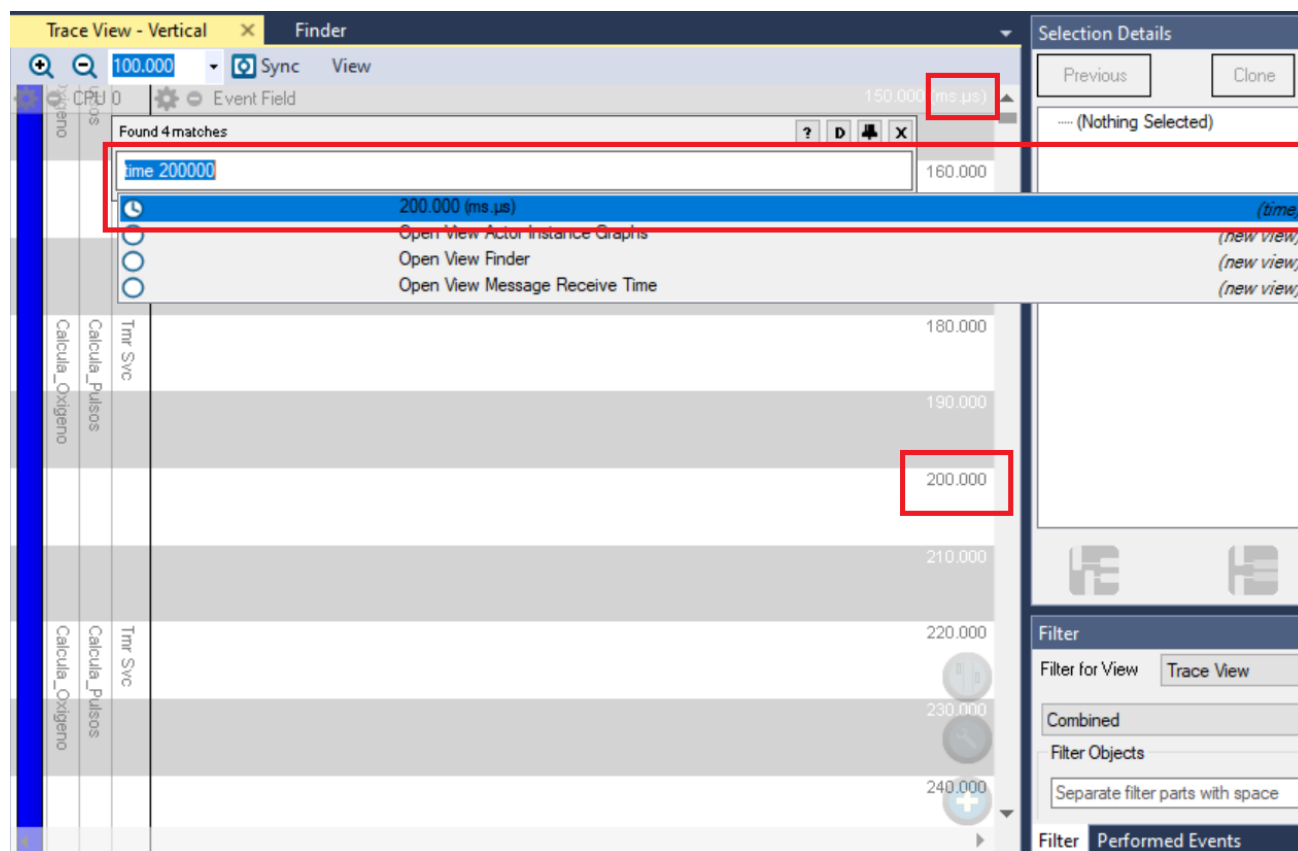 Trace View - Vertical × Finder
Selection Details
100.000 Sync View
Previous Clone
CPU 0 Event Field 150.000 (ms.µs)
(Nothing Selected)
Found 4 matches ? D X
time 200000
160.000
200.000 (ms.µs) (time)
Open View Actor Instance Graphs (new view)
Open View Finder (new view)
Open View Message Receive Time (new view)
180.000
Calcula_Oxigeno
Calcula_Pulsos
Tmr Svc
190.000
200.000
210.000
220.000
Calcula_Oxigeno
Calcula_Pulsos
Tmr Svc
230.000
240.000
Filter
Filter for View Trace View
Combined
Filter Objects
Separate filter parts with space
Filter Performed Events